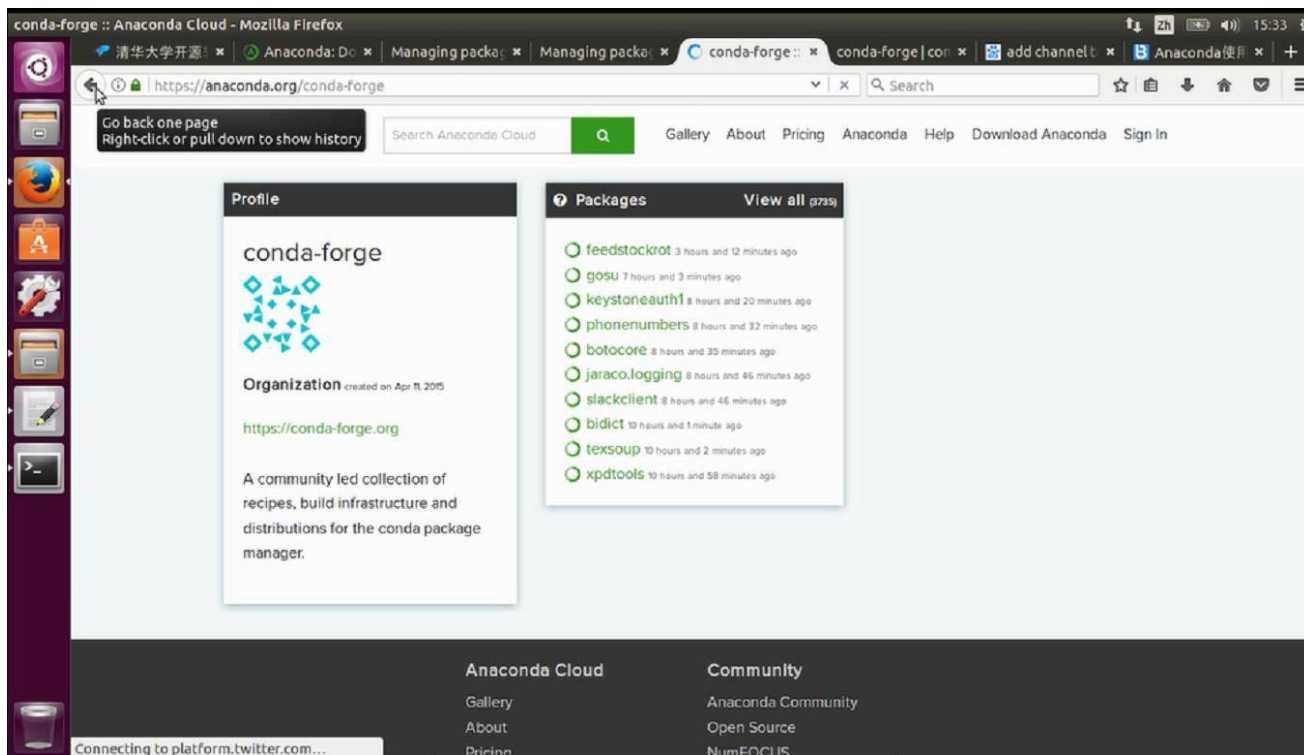 conda-forge :: Anaconda Cloud - Mozilla Firefox
Zh 15:33
清华大学开源 Anaconda: Do Managing packag Managing packag conda-forge :: conda-forge | con add channel t Anaconda使用
https://anaconda.org/conda-forge Search
Go back one page
Right-click or pull down to show history
Search Anaconda Cloud Gallery About Pricing Anaconda Help Download Anaconda Sign In
Profile
conda-forge
Organization created on Apr 11, 2015
https://conda-forge.org
A community led collection of
recipes, build infrastructure and
distributions for the conda package
manager.
Packages View all (3735)
feedstockrot 3 hours and 12 minutes ago
gosu 7 hours and 3 minutes ago
keystoneauth1 8 hours and 20 minutes ago
phonenumbers 8 hours and 32 minutes ago
botocore 8 hours and 35 minutes ago
jaraco.logging 8 hours and 46 minutes ago
slackclient 8 hours and 46 minutes ago
bidict 10 hours and 1 minute ago
texsoup 10 hours and 2 minutes ago
xpdtools 10 hours and 58 minutes ago
Anaconda Cloud
Gallery
About
Pricing
Community
Anaconda Community
Open Source
NumFOCUS
Connecting to platform.twitter.com...